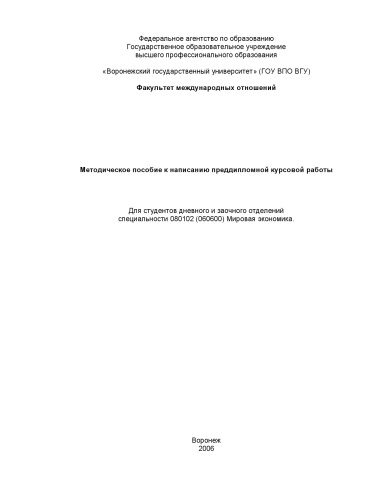 Федеральное агентство по образованию
Государственное образовательное учреждение
высшего профессионального образования
«Воронежский государственный университет» (ГОУ ВПО ВГУ)
Факультет международных отношений
Методическое пособие к написанию преддипломной курсовой работы
Для студентов дневного и заочного отделений
специальности 080102 (060600) Мировая экономика.
Воронеж
2006